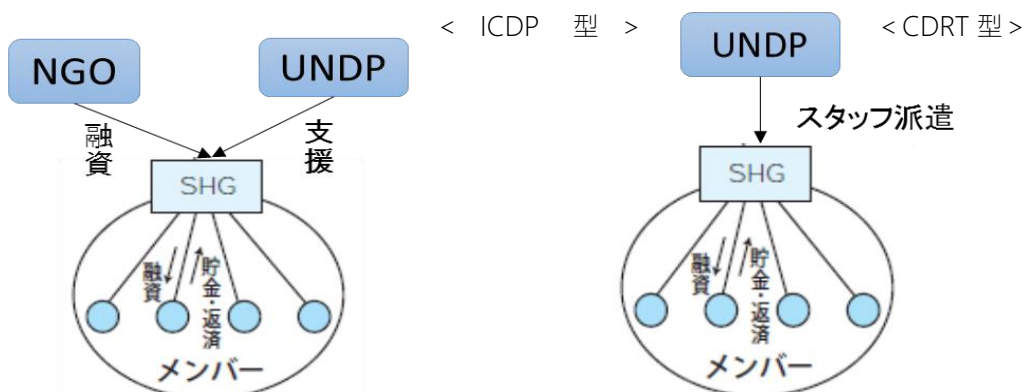 < ICDP 型 >
NGO
UNDP
融資
支援
SHG
融資
貯金・返済
メンバー
<CDRT 型>
UNDP
スタッフ派遣
SHG
融資
貯金・返済
メンバー